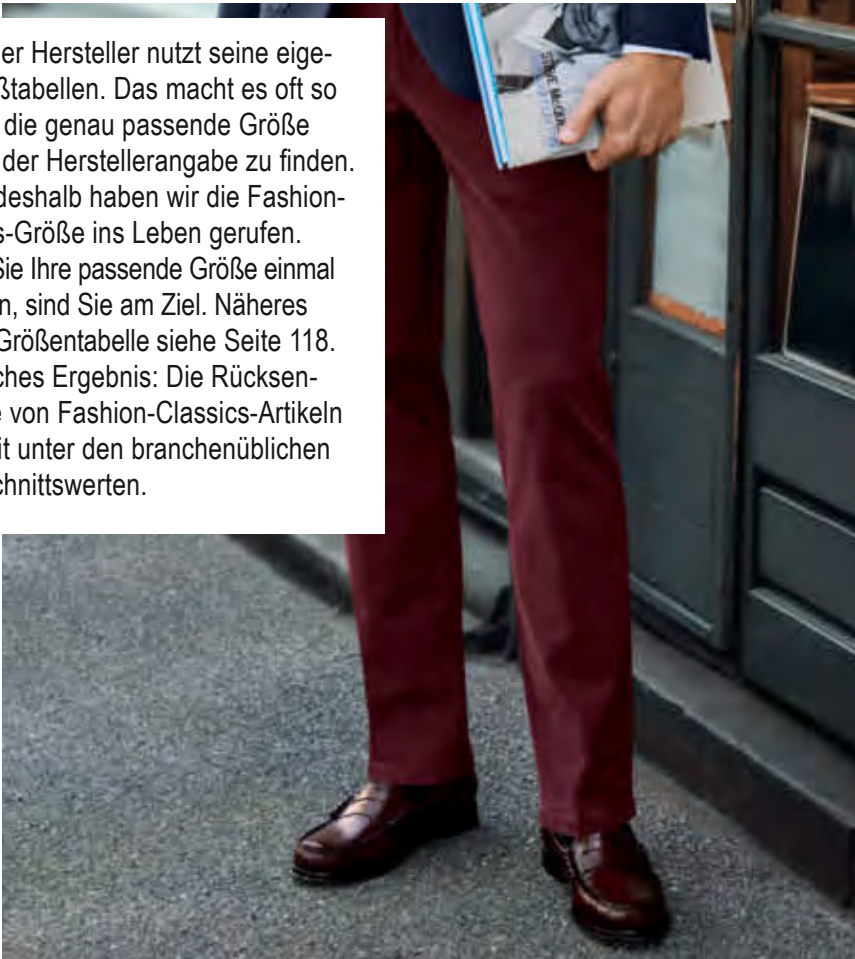 er Hersteller nutzt seine eige-
ßtabellen. Das macht es oft so
die genau passende Größe
der Herstellerangabe zu finden.
deshalb haben wir die Fashion-
s-Größe ins Leben gerufen.
Sie Ihre passende Größe einmal
n, sind Sie am Ziel. Näheres
Größentabelle siehe Seite 118.
ches Ergebnis: Die Rücksen-
e von Fashion-Classics-Artikeln
it unter den branchenüblichen
chnittswerten.
STEVE